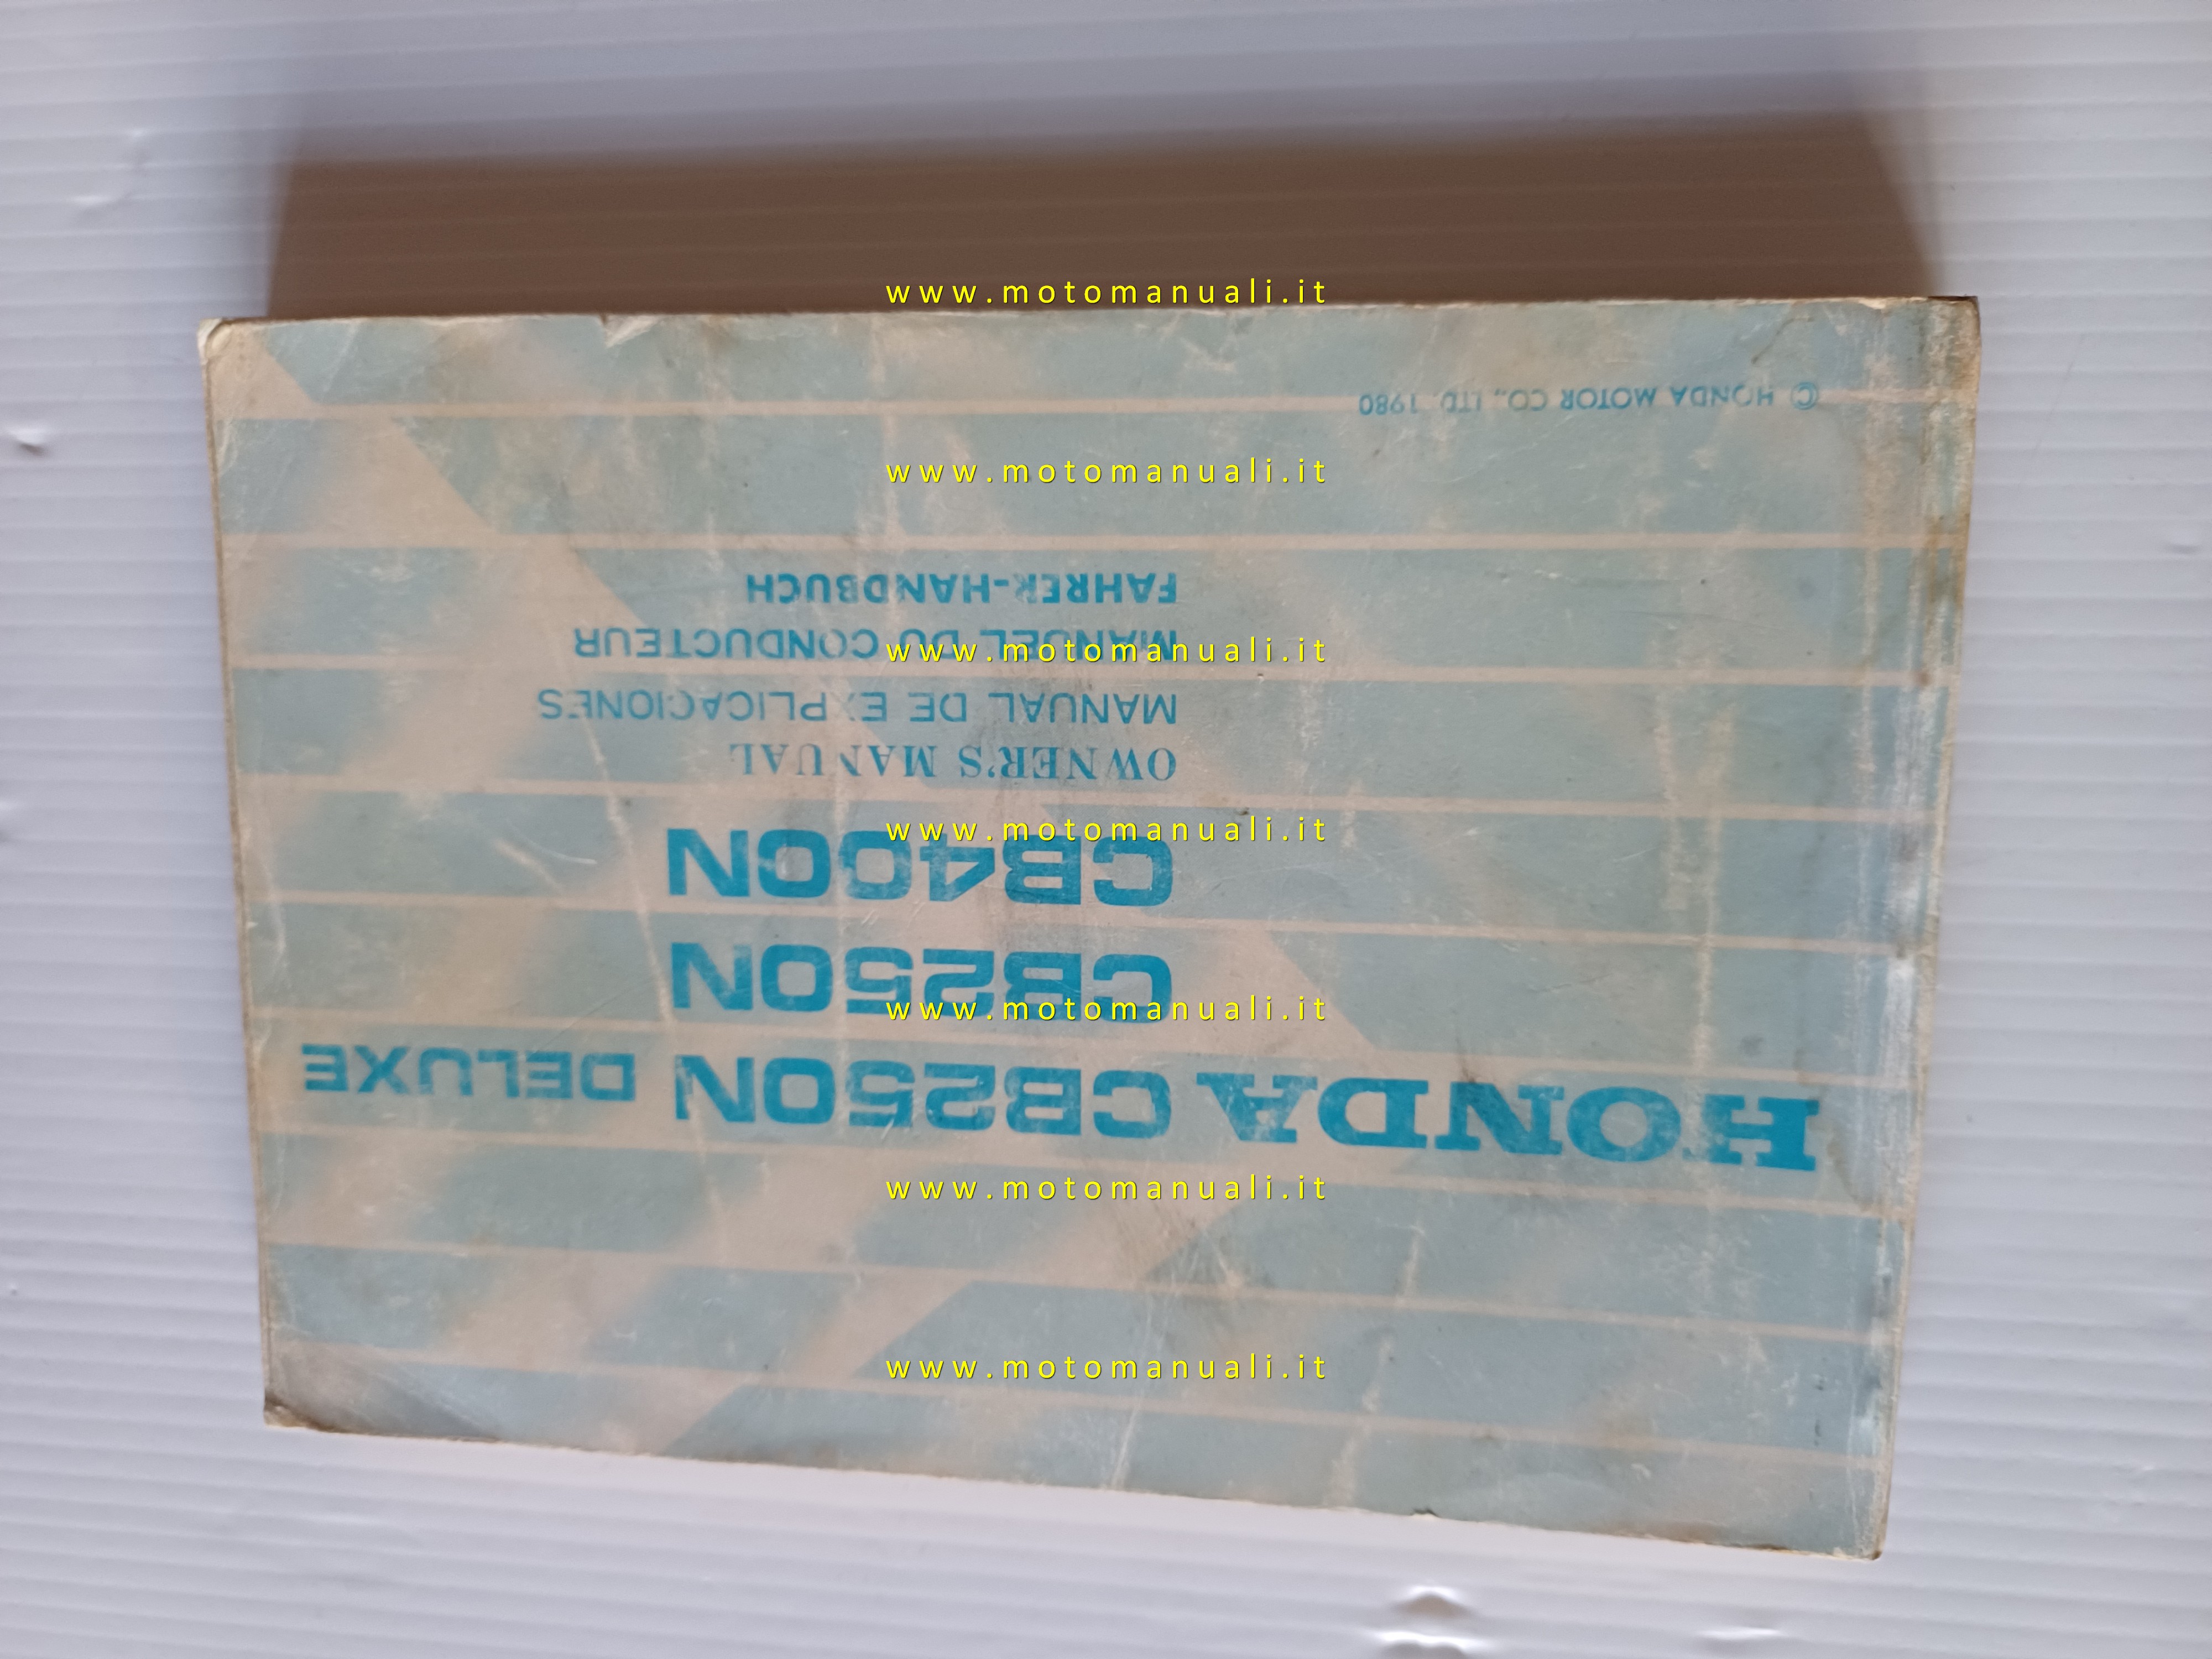 HONDA CB250N DELUXE
CB250N
CB400N
OWNER'S MANUAL
MANUAL DE EXPLICACIONES
MANUEL DU CONDUCTEUR
FAHRER-HANDBUCH
© HONDA MOTOR CO., LTD. 1980
www.motomanuali.it
www.motomanuali.it
www.motomanuali.it
www.motomanuali.it
www.motomanuali.it
www.motomanuali.it
www.motomanuali.it